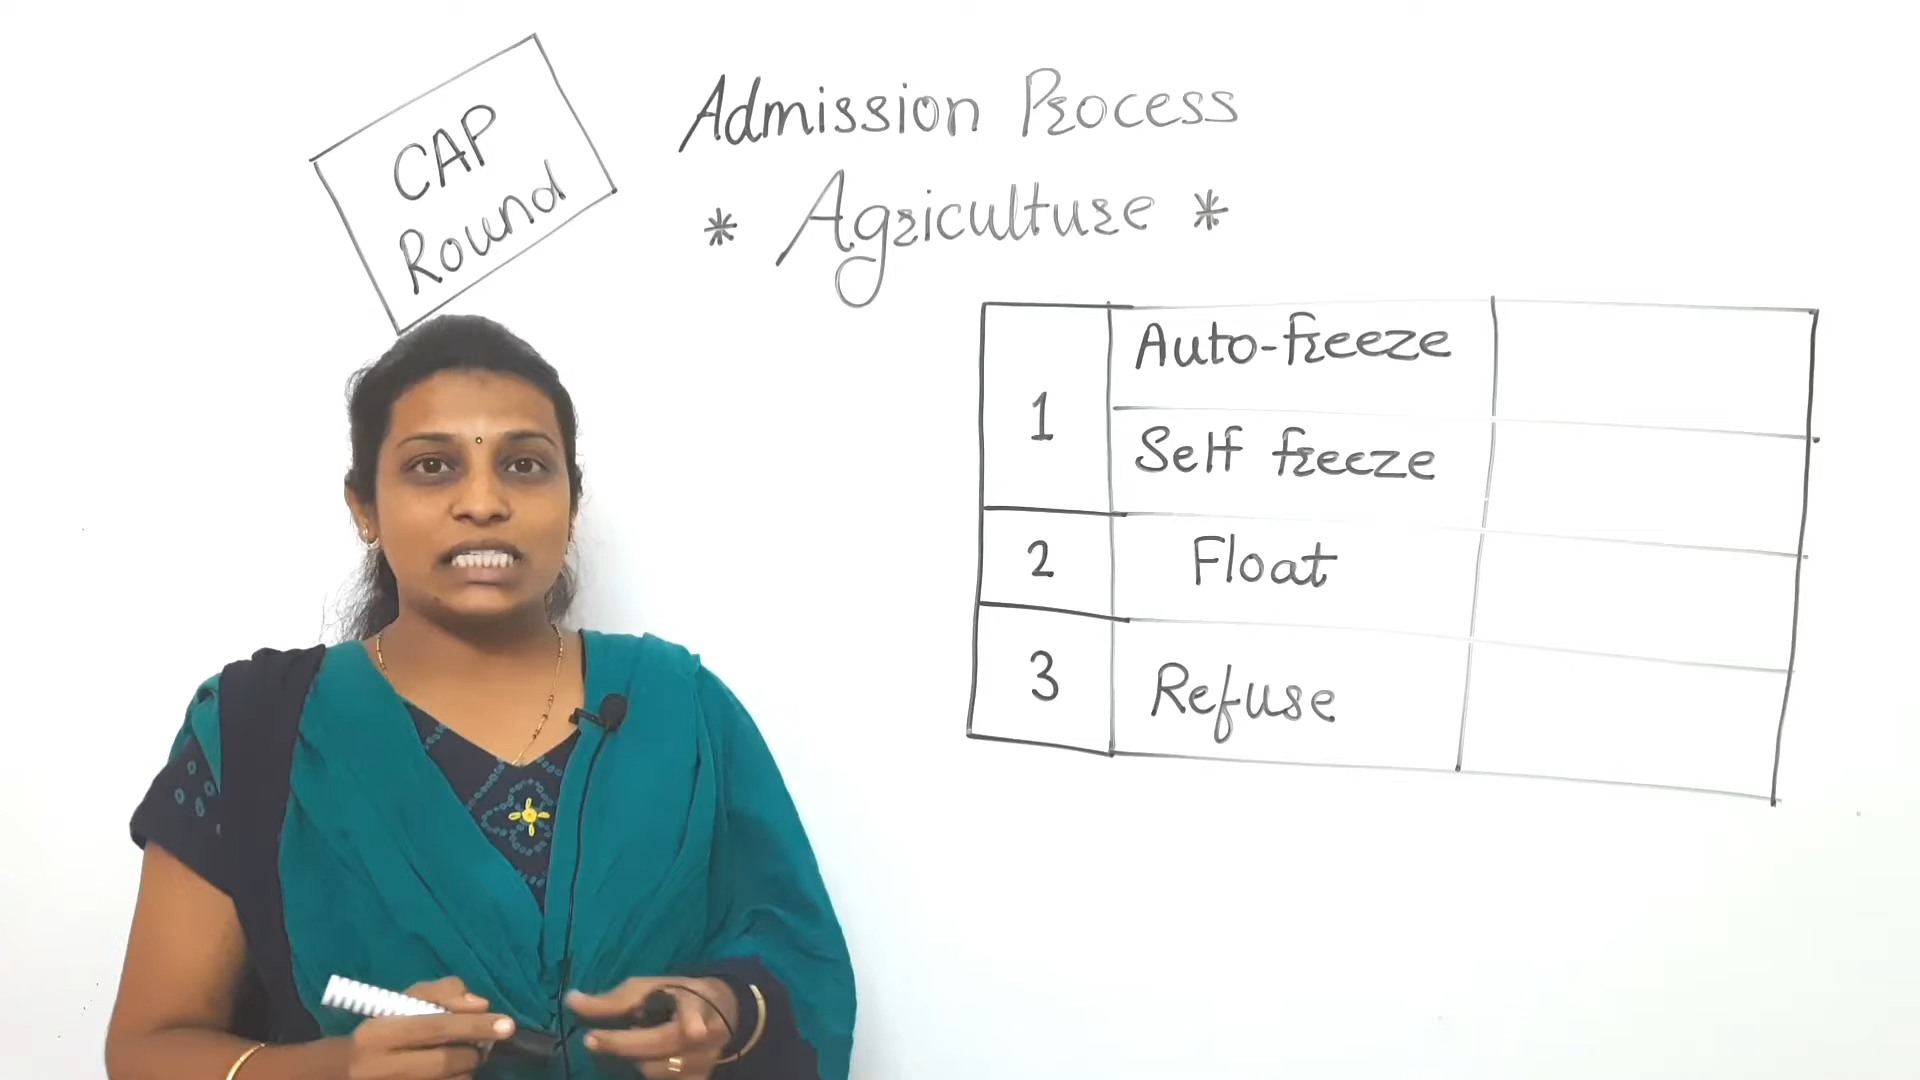 CAP
Round
Admission Process
* Agriculture *
1
Auto-freeze
Self freeze
2
Float
3
Refuse